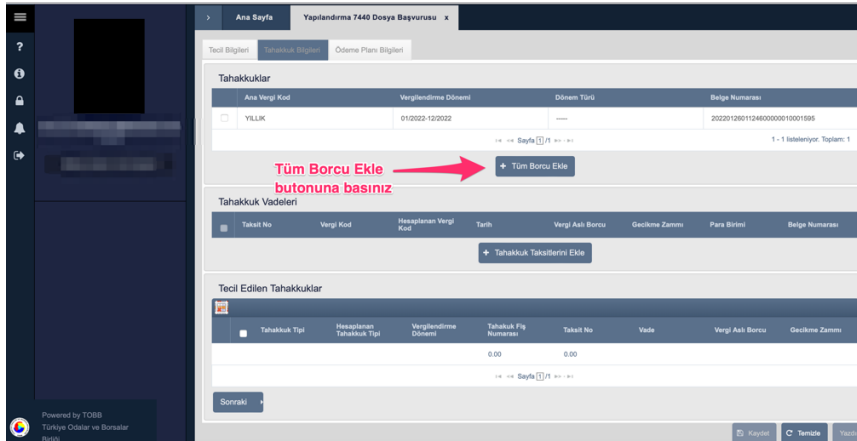 Ana Sayfa Yapılandırma 7440 Dosya Başvurusu x
Tecil Bilgileri Tahakkuk Bilgileri Ödeme Planı Bilgileri
Tahakkuklar
Ana Vergi Kod Vergilendirme Dönemi Dönem Türü Belge Numarası
YILLIK 01/2022-12/2022 ----- 2022012601124600000010001595
Sayfa 1 /1 1 - 1 listeleniyor. Toplam: 1
+ Tüm Borcu Ekle
Tüm Borcu Ekle
butonuna basınız
Tahakkuk Vadeleri
Taksit No Vergi Kod Hesaplanan Vergi Kod Tarih Vergi Aslı Borcu Gecikme Zammı Para Birimi Belge Numarası
+ Tahakkuk Taksitlerini Ekle
Tecil Edilen Tahakkuklar
Tahakkuk Tipi Hesaplanan Tahakkuk Tipi Vergilendirme Dönemi Tahakuk Fiş Numarası Taksit No Vade Vergi Aslı Borcu Gecikme Zammı
0.00 0.00
Sayfa 1 /1
Sonraki
Powered by TOBB
Türkiye Odalar ve Borsalar
Birliği
Kaydet Temizle